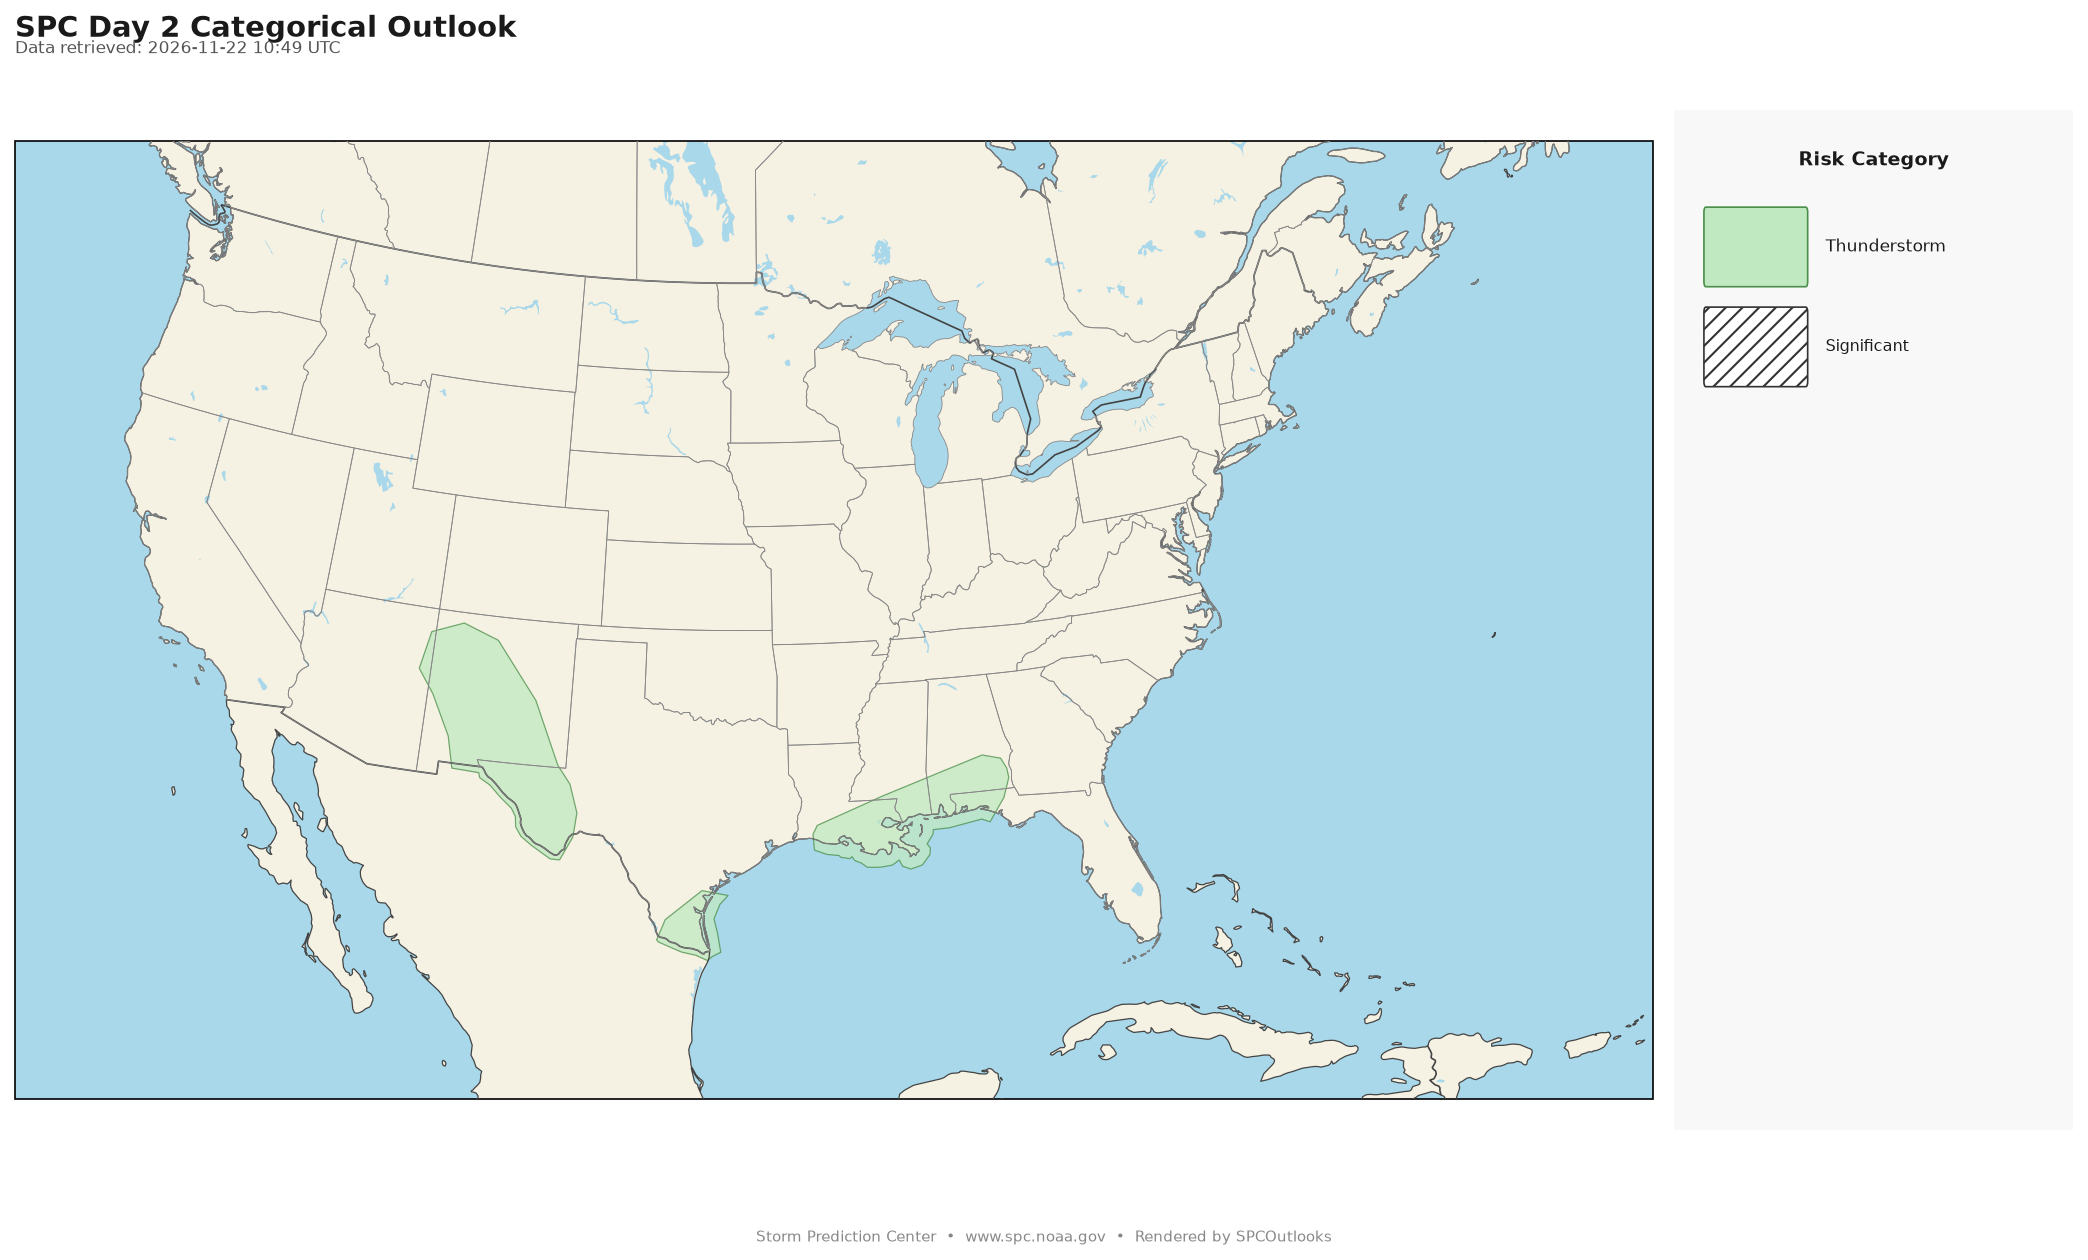 SPC Day 2 Categorical Outlook
Data retrieved: 2026-11-22 10:49 UTC
Risk Category
Thunderstorm
Significant
Storm Prediction Center • www.spc.noaa.gov • Rendered by SPCOutlooks